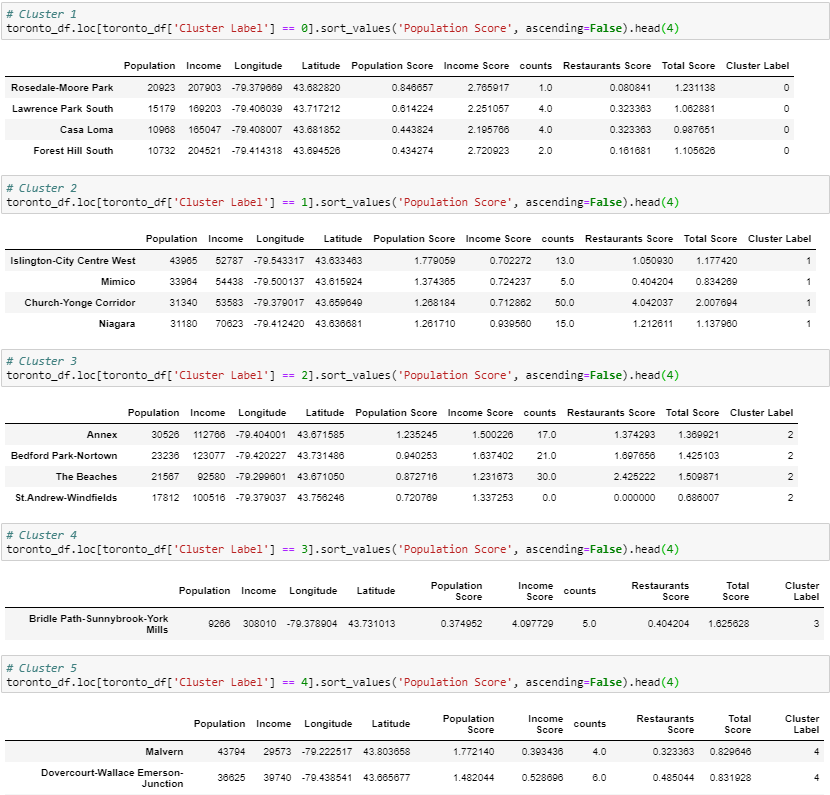 # Cluster 1
toronto_df.loc[toronto_df['Cluster Label'] == 0].sort_values('Population Score', ascending=False).head(4)
Population Income Longitude Latitude Population Score Income Score counts Restaurants Score Total Score Cluster Label
Rosedale-Moore Park 20923 207903 -79.379669 43.682820 0.846657 2.765917 1.0 0.080841 1.231138 0
Lawrence Park South 15179 169203 -79.406039 43.717212 0.614224 2.251057 4.0 0.323363 1.062881 0
Casa Loma 10968 165047 -79.408007 43.681852 0.443824 2.195766 4.0 0.323363 0.987651 0
Forest Hill South 10732 204521 -79.414318 43.694526 0.434274 2.720923 2.0 0.161681 1.105626 0
# Cluster 2
toronto_df.loc[toronto_df['Cluster Label'] == 1].sort_values('Population Score', ascending=False).head(4)
Population Income Longitude Latitude Population Score Income Score counts Restaurants Score Total Score Cluster Label
Islington-City Centre West 43965 52787 -79.543317 43.633463 1.779059 0.702272 13.0 1.050930 1.177420 1
Mimico 33964 54438 -79.500137 43.615924 1.374365 0.724237 5.0 0.404204 0.834269 1
Church-Yonge Corridor 31340 53583 -79.379017 43.659649 1.268184 0.712862 50.0 4.042037 2.007694 1
Niagara 31180 70623 -79.412420 43.636681 1.261710 0.939560 15.0 1.212611 1.137960 1
# Cluster 3
toronto_df.loc[toronto_df['Cluster Label'] == 2].sort_values('Population Score', ascending=False).head(4)
Population Income Longitude Latitude Population Score Income Score counts Restaurants Score Total Score Cluster Label
Annex 30526 112766 -79.404001 43.671585 1.235245 1.500226 17.0 1.374293 1.369921 2
Bedford Park-Nortown 23236 123077 -79.420227 43.731486 0.940253 1.637402 21.0 1.697656 1.425103 2
The Beaches 21567 92580 -79.299601 43.671050 0.872716 1.231673 30.0 2.425222 1.509871 2
St.Andrew-Windfields 17812 100516 -79.379037 43.756246 0.720769 1.337253 0.0 0.000000 0.686007 2
# Cluster 4
toronto_df.loc[toronto_df['Cluster Label'] == 3].sort_values('Population Score', ascending=False).head(4)
Population Income Longitude Latitude Population Score Income Score counts Restaurants Score Total Score Cluster Label
Bridle Path-Sunnybrook-York Mills 9266 308010 -79.378904 43.731013 0.374952 4.097729 5.0 0.404204 1.625628 3
# Cluster 5
toronto_df.loc[toronto_df['Cluster Label'] == 4].sort_values('Population Score', ascending=False).head(4)
Population Income Longitude Latitude Population Score Income Score counts Restaurants Score Total Score Cluster Label
Malvern 43794 29573 -79.222517 43.803658 1.772140 0.393436 4.0 0.323363 0.829646 4
Dovercourt-Wallace Emerson-Junction 36625 39740 -79.438541 43.665677 1.482044 0.528696 6.0 0.485044 0.831928 4